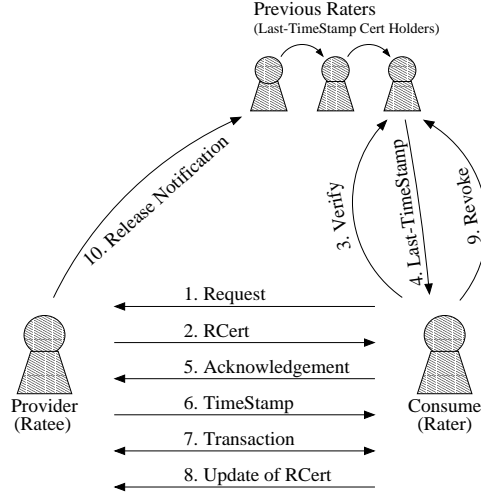 Previous Raters
(Last-TimeStamp Cert Holders)
10. Release Notification
3. Verify
4. Last-TimeStamp
9. Revoke
1. Request
2. RCert
5. Acknowledgement
6. TimeStamp
7. Transaction
8. Update of RCert
Provider
(Ratee)
Consume
(Rater)